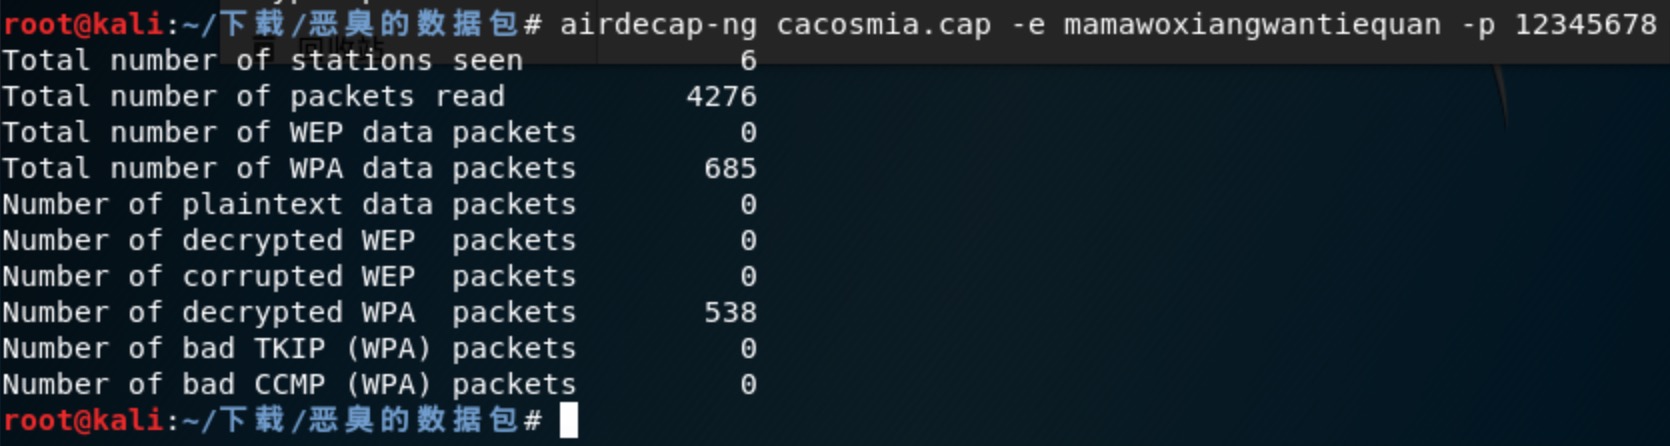 root@kali:~/下载/恶臭的数据包# airdecap-ng cacosmia.cap -e mamawoxiangwantiequan -p 12345678
Total number of stations seen 6
Total number of packets read 4276
Total number of WEP data packets 0
Total number of WPA data packets 685
Number of plaintext data packets 0
Number of decrypted WEP  packets 0
Number of corrupted WEP  packets 0
Number of decrypted WPA  packets 538
Number of bad TKIP (WPA) packets 0
Number of bad CCMP (WPA) packets 0
root@kali:~/下载/恶臭的数据包#